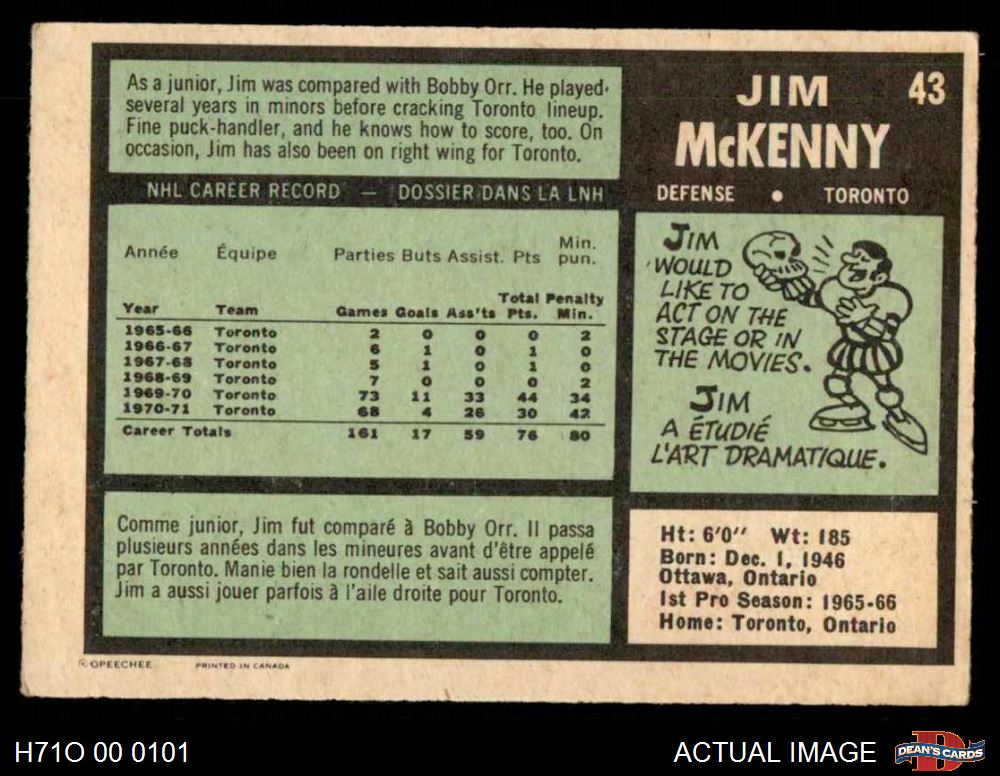 As a junior, Jim was compared with Bobby Orr. He played
several years in minors before cracking Toronto lineup.
Fine puck-handler, and he knows how to score, too. On
occasion, Jim has also been on right wing for Toronto.
JIM 43
McKENNY
DEFENSE • TORONTO
NHL CAREER RECORD — DOSSIER DANS LA LNH
Année Équipe Parties Buts Assist. Pts Min. pun.
Year Team Games Goals Ass'ts Total Pts. Penalty Min.
1965-66 Toronto 2 0 0 0 2
1966-67 Toronto 6 1 0 1 0
1967-68 Toronto 5 1 0 1 0
1968-69 Toronto 7 0 0 0 2
1969-70 Toronto 73 11 33 44 34
1970-71 Toronto 68 4 26 30 42
Career Totals 161 17 59 76 80
JIM
WOULD
LIKE TO
ACT ON THE
STAGE OR IN
THE MOVIES.
JIM
A ÉTUDIÉ
L'ART DRAMATIQUE.
Comme junior, Jim fut comparé à Bobby Orr. Il passa
plusieurs années dans les mineures avant d'être appelé
par Toronto. Manie bien la rondelle et sait aussi compter.
Jim a aussi jouer parfois à l'aile droite pour Toronto.
Ht: 6'0" Wt: 185
Born: Dec. 1, 1946
Ottawa, Ontario
1st Pro Season: 1965-66
Home: Toronto, Ontario
© OPEECHEE PRINTED IN CANADA
H71O 00 0101 ACTUAL IMAGE DEAN'S CARDS